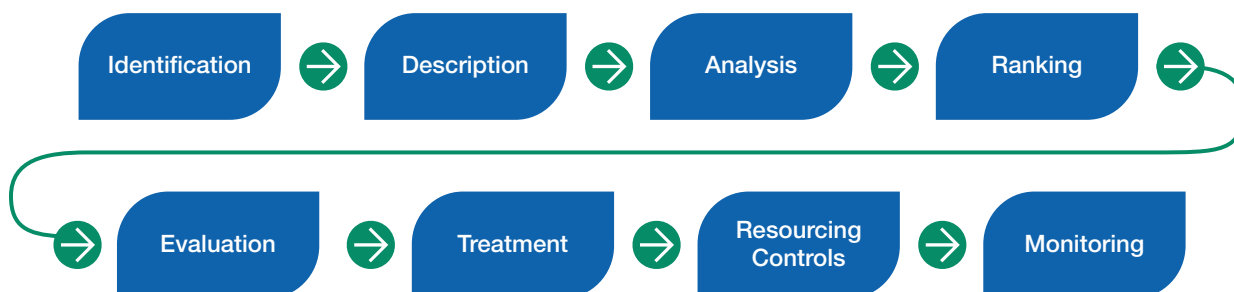 Identification
Description
Analysis
Ranking
Evaluation
Treatment
Resourcing
Controls
Monitoring